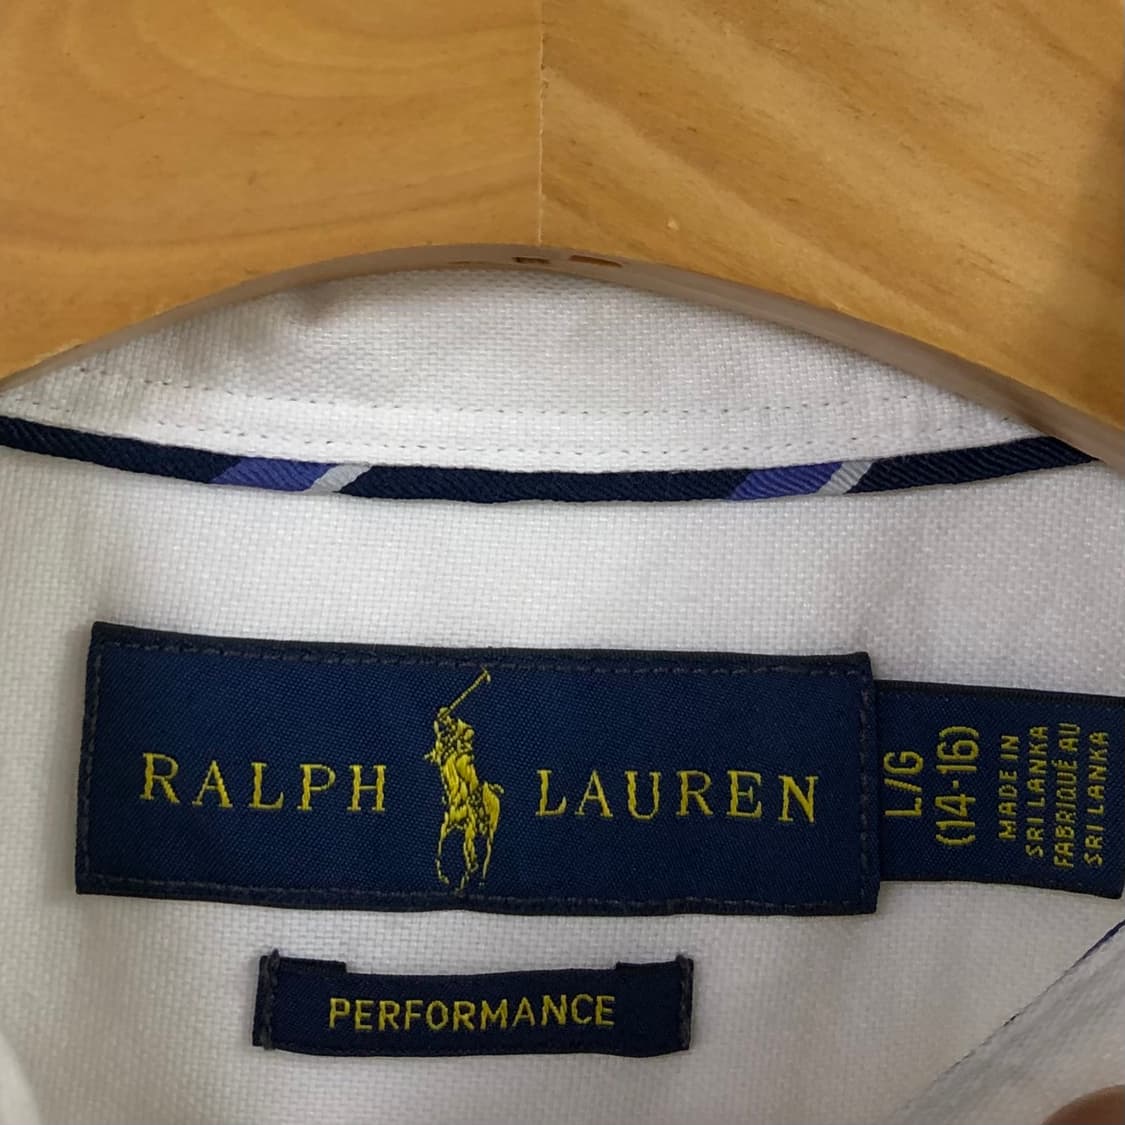 RALPH LAUREN
L/G
(14-16)
MADE IN
SRI LANKA
FABRIQUÉ AU
SRI LANKA
PERFORMANCE